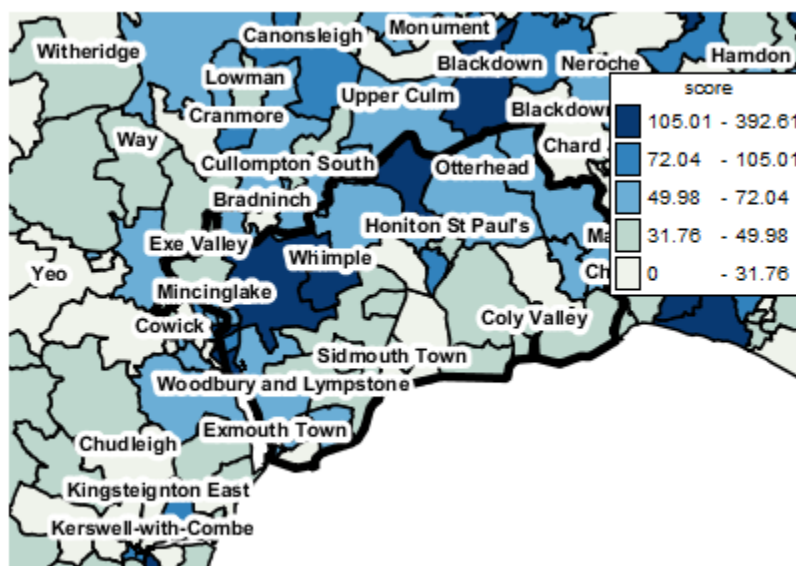 Monument
Canonsleigh
Witheridge
Hamdon
Blackdown
Neroche
Lowman
Upper Culm
Blackdown
Cranmore
Way
Chard
Cullompton South
Otterhead
Bradninch
Honiton St Paul's
Exe Valley
Whimple
Yeo
Mincinglake
Cowick
Coly Valley
Sidmouth Town
Woodbury and Lympstone
Exmouth Town
Chudleigh
Kingsteignton East
Kerswell-with-Combe
score
105.01 - 392.61
72.04 - 105.01
49.98 - 72.04
31.76 - 49.98
0 - 31.76